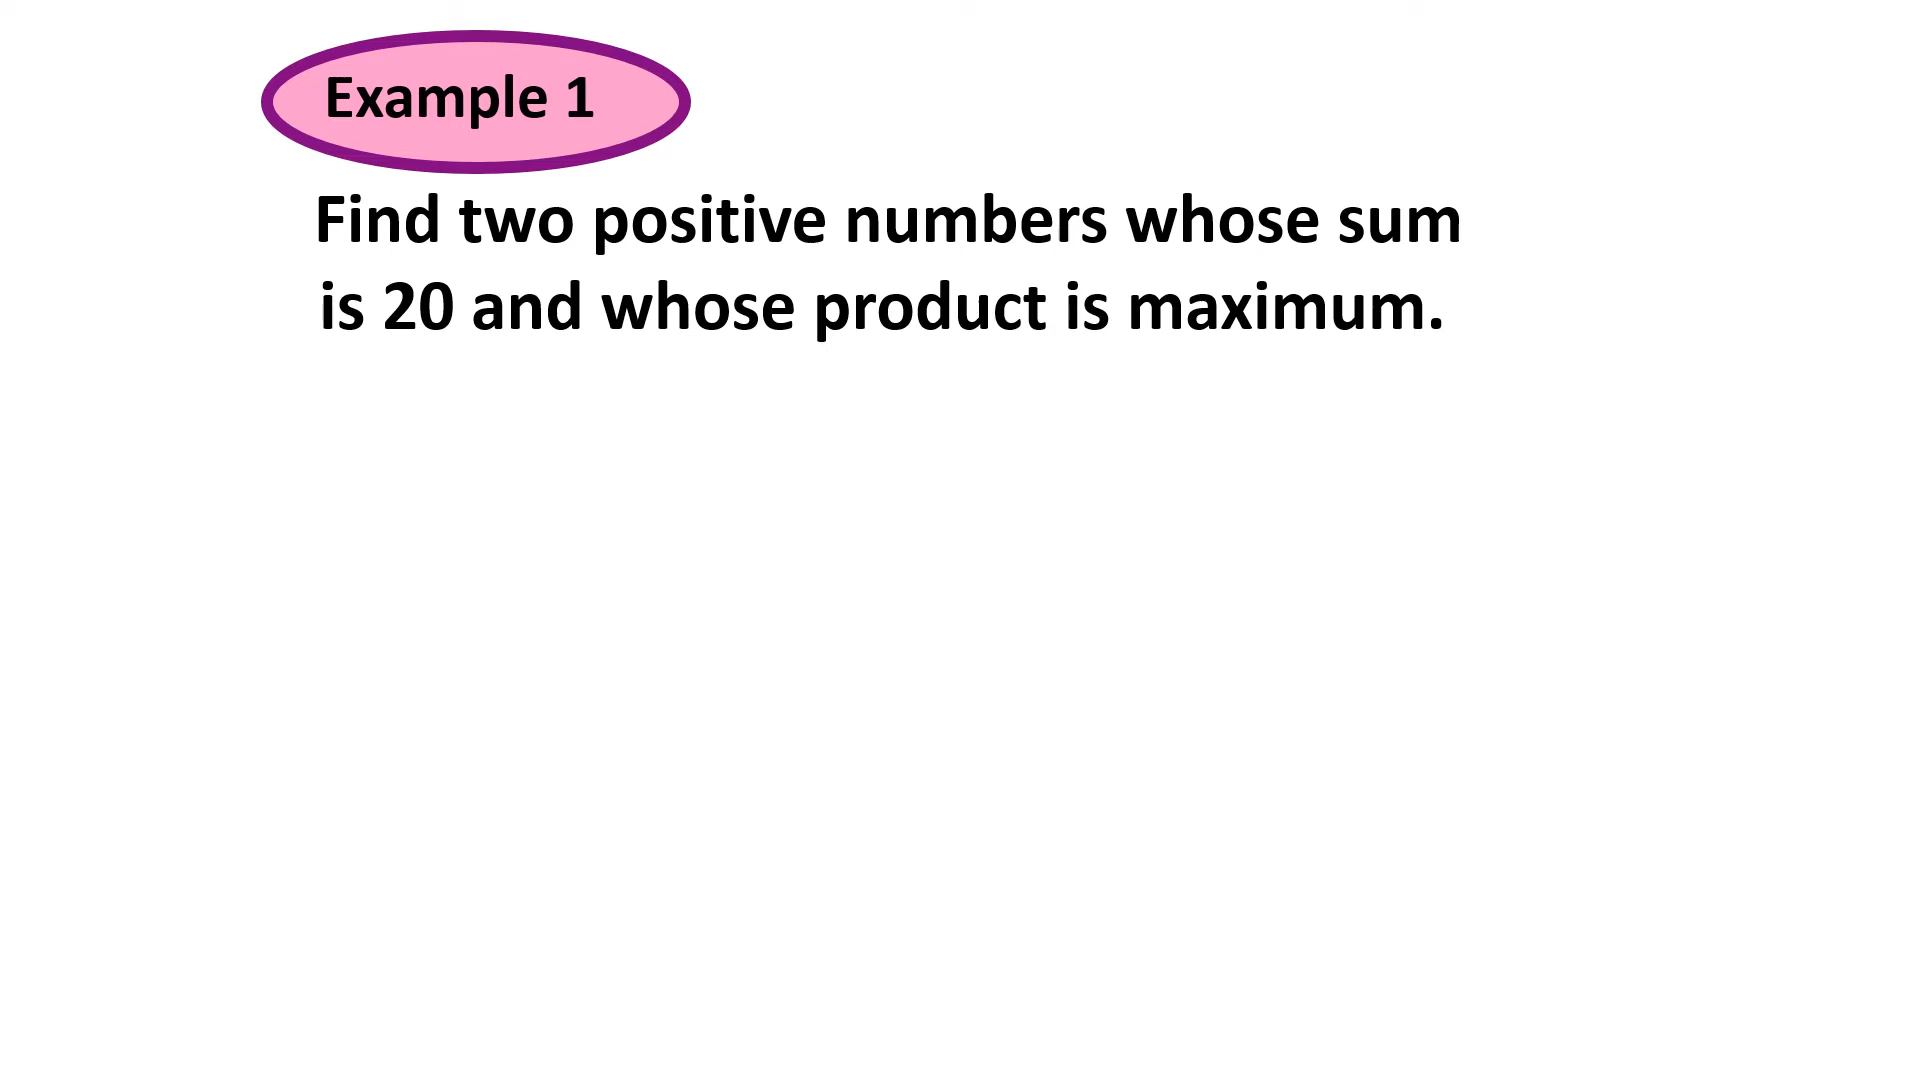 Example 1
Find two positive numbers whose sum
is 20 and whose product is maximum.